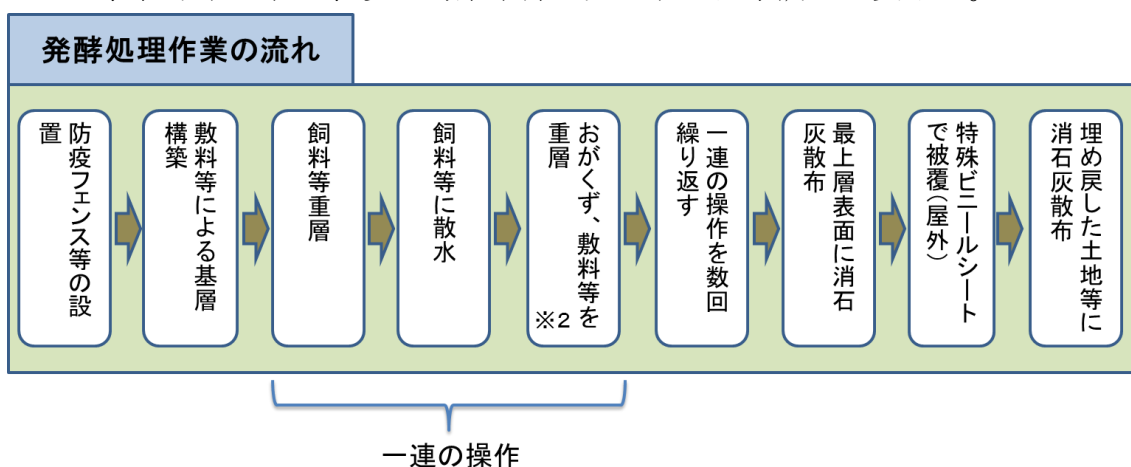 発酵処理作業の流れ
防疫フェンス等の設
置
敷料等による基層
構築
飼料等重層
飼料等に散水
おがくず、敷料等を
重層
※2
一連の操作を数回
繰り返す
最上層表面に消石
灰散布
特殊ビニールシート
で被覆(屋外)
埋め戻した土地等に
消石灰散布
一連の操作